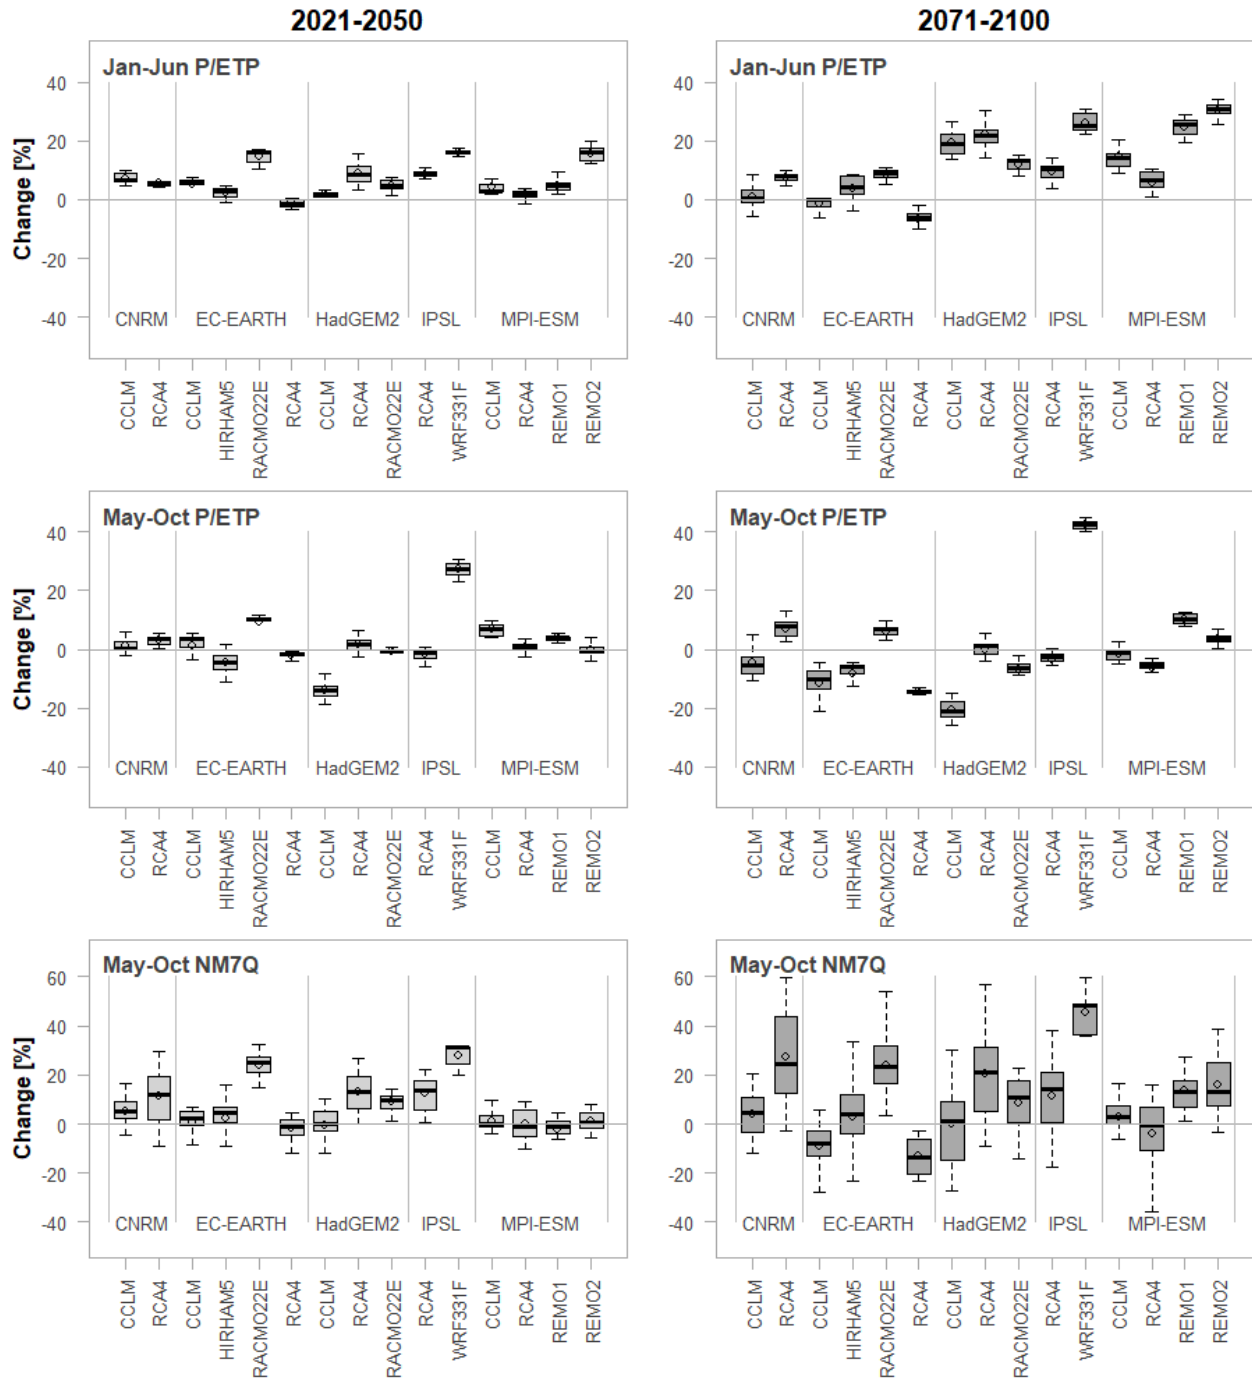 2021-2050
2071-2100
Jan-Jun P/ETP
Change [%]
40
20
0
-20
-40
CNRM EC-EARTH HadGEM2 IPSL MPI-ESM
CCLM RCA4 CCLM HIRHAM5 RACMO22E RCA4 CCLM RCA4 RACMO22E RCA4 WRF331F CCLM RCA4 REMO1 REMO2
Jan-Jun P/ETP
40
20
0
-20
-40
CNRM EC-EARTH HadGEM2 IPSL MPI-ESM
CCLM RCA4 CCLM HIRHAM5 RACMO22E RCA4 CCLM RCA4 RACMO22E RCA4 WRF331F CCLM RCA4 REMO1 REMO2
May-Oct P/ETP
Change [%]
40
20
0
-20
-40
CNRM EC-EARTH HadGEM2 IPSL MPI-ESM
CCLM RCA4 CCLM HIRHAM5 RACMO22E RCA4 CCLM RCA4 RACMO22E RCA4 WRF331F CCLM RCA4 REMO1 REMO2
May-Oct P/ETP
40
20
0
-20
-40
CNRM EC-EARTH HadGEM2 IPSL MPI-ESM
CCLM RCA4 CCLM HIRHAM5 RACMO22E RCA4 CCLM RCA4 RACMO22E RCA4 WRF331F CCLM RCA4 REMO1 REMO2
May-Oct NM7Q
Change [%]
60
40
20
0
-20
-40
CNRM EC-EARTH HadGEM2 IPSL MPI-ESM
CCLM RCA4 CCLM HIRHAM5 RACMO22E RCA4 CCLM RCA4 RACMO22E RCA4 WRF331F CCLM RCA4 REMO1 REMO2
May-Oct NM7Q
60
40
20
0
-20
-40
CNRM EC-EARTH HadGEM2 IPSL MPI-ESM
CCLM RCA4 CCLM HIRHAM5 RACMO22E RCA4 CCLM RCA4 RACMO22E RCA4 WRF331F CCLM RCA4 REMO1 REMO2